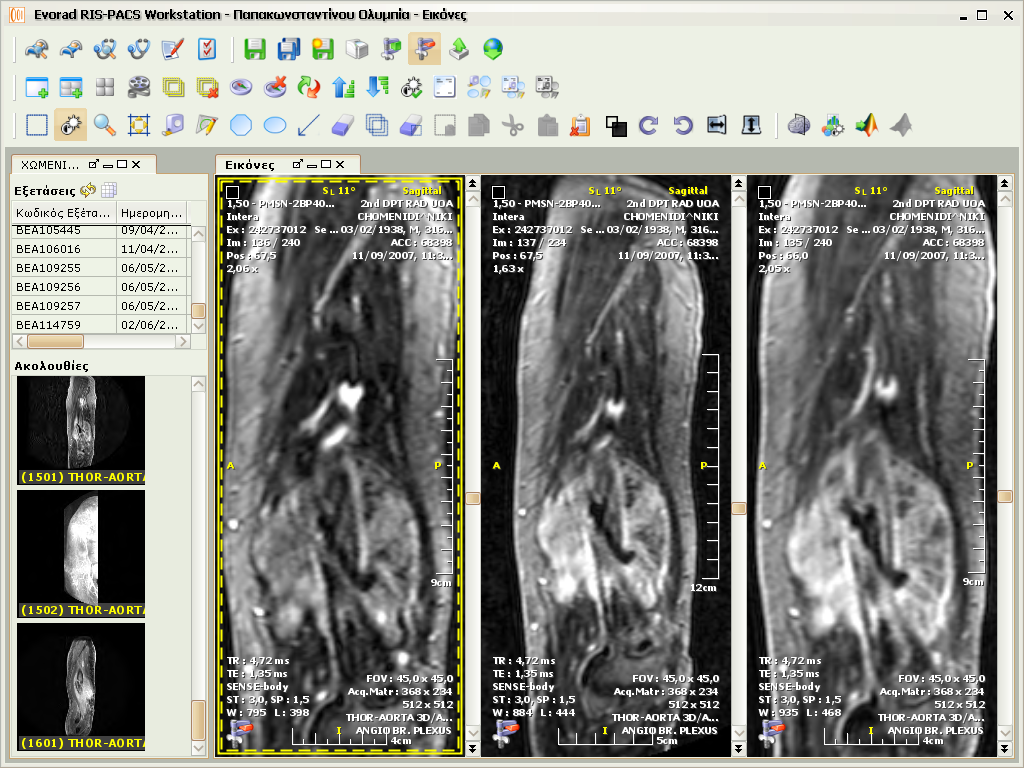 Evorad RIS-PACS Workstation - Παπακωνσταντίνου Ολυμπία - Εικόνες
ΧΩΜΕΝΙ...
Εικόνες
Εξετάσεις
Κωδικός Εξέτα...
Ημερομη...
BEA105445 09/04/2...
BEA106016 11/04/2...
BEA109255 06/05/2...
BEA109256 06/05/2...
BEA109257 06/05/2...
BEA114759 02/06/2...
Ακολουθίες
(1501) THOR-AORTA
(1502) THOR-AORTA
(1601) THOR-AORTA
SL 11° Sagittal
1,50 - PMSN-2BP40... 2nd DPT RAD UOA
Intera CHOMENIDI^NIKI
Ex : 242737012 Se ... 03/02/1938, M, 316...
Im : 136 / 240 ACC : 68398
Pos : 67,5 11/09/2007, 11:3...
2,06 x
A
P
9cm
TR : 4,72 ms
TE : 1,35 ms FOV : 45,0 x 45,0
SENSE-body Acq.Matr : 368 x 234
ST : 3,0, SP : 1,5 512 x 512
W : 795 L : 398 THOR-AORTA 3D/A...
I ANGIO BR. PLEXUS
4cm
SL 11° Sagittal
1,50 - PMSN-2BP40... 2nd DPT RAD UOA
Intera CHOMENIDI^NIKI
Ex : 242737012 Se ... 03/02/1938, M, 316...
Im : 137 / 234 ACC : 68398
Pos : 67,5 11/09/2007, 11:3...
1,63 x
A
P
12cm
TR : 4,72 ms
TE : 1,35 ms FOV : 45,0 x 45,0
SENSE-body Acq.Matr : 368 x 234
ST : 3,0, SP : 1,5 512 x 512
W : 884 L : 444 THOR-AORTA 3D/A...
I ANGIO BR. PLEXUS
5cm
SL 11° Sagittal
1,50 - PMSN-2BP40... 2nd DPT RAD UOA
Intera CHOMENIDI^NIKI
Ex : 242737012 Se ... 03/02/1938, M, 316...
Im : 135 / 240 ACC : 68398
Pos : 66,0 11/09/2007, 11:3...
2,05 x
A
P
9cm
TR : 4,72 ms
TE : 1,35 ms FOV : 45,0 x 45,0
SENSE-body Acq.Matr : 368 x 234
ST : 3,0, SP : 1,5 512 x 512
W : 935 L : 468 THOR-AORTA 3D/A...
I ANGIO BR. PLEXUS
4cm